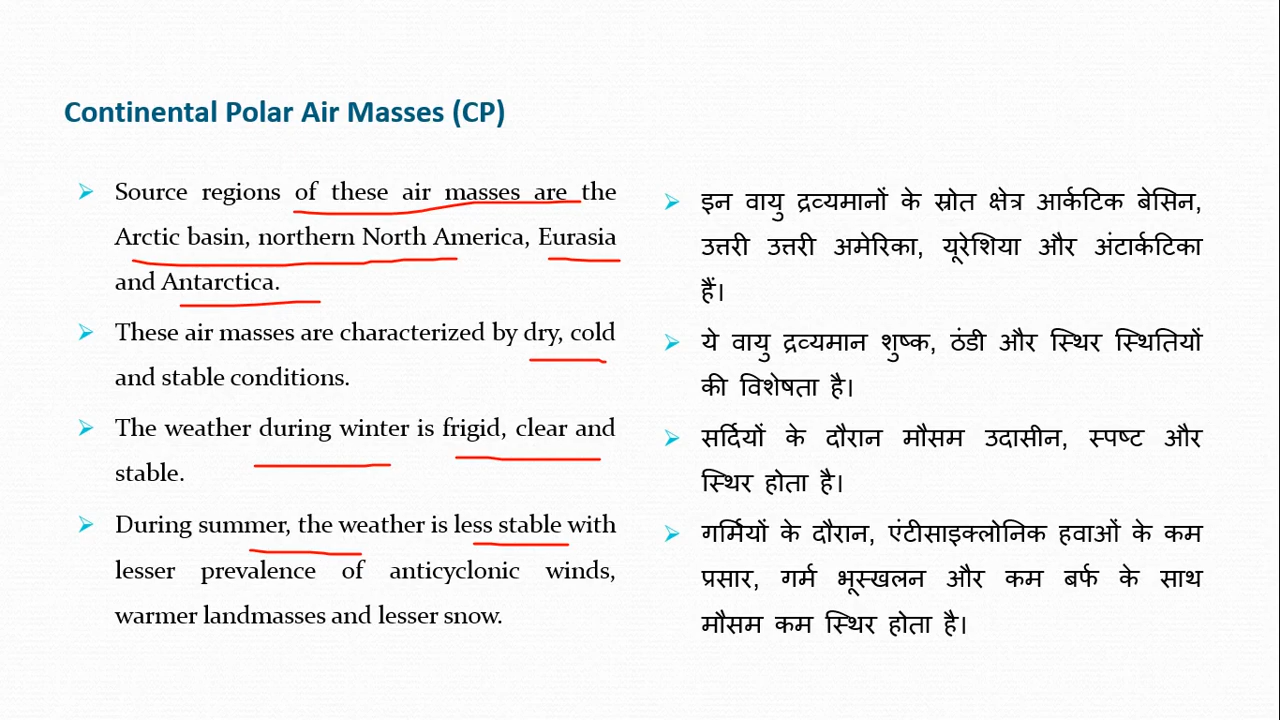 Continental Polar Air Masses (CP)
Source regions of these air masses are the
Arctic basin, northern North America, Eurasia
and Antarctica.
These air masses are characterized by dry, cold
and stable conditions.
The weather during winter is frigid, clear and
stable.
During summer, the weather is less stable with
lesser prevalence of anticyclonic winds,
warmer landmasses and lesser snow.
इन वायु द्रव्यमानों के स्रोत क्षेत्र आर्कटिक बेसिन,
उत्तरी उत्तरी अमेरिका, यूरेशिया और अंटार्कटिका
हैं।
ये वायु द्रव्यमान शुष्क, ठंडी और स्थिर स्थितियों
की विशेषता है।
सर्दियों के दौरान मौसम उदासीन, स्पष्ट और
स्थिर होता है।
गर्मियों के दौरान, एंटीसाइक्लोनिक हवाओं के कम
प्रसार, गर्म भूस्खलन और कम बर्फ के साथ
मौसम कम स्थिर होता है।